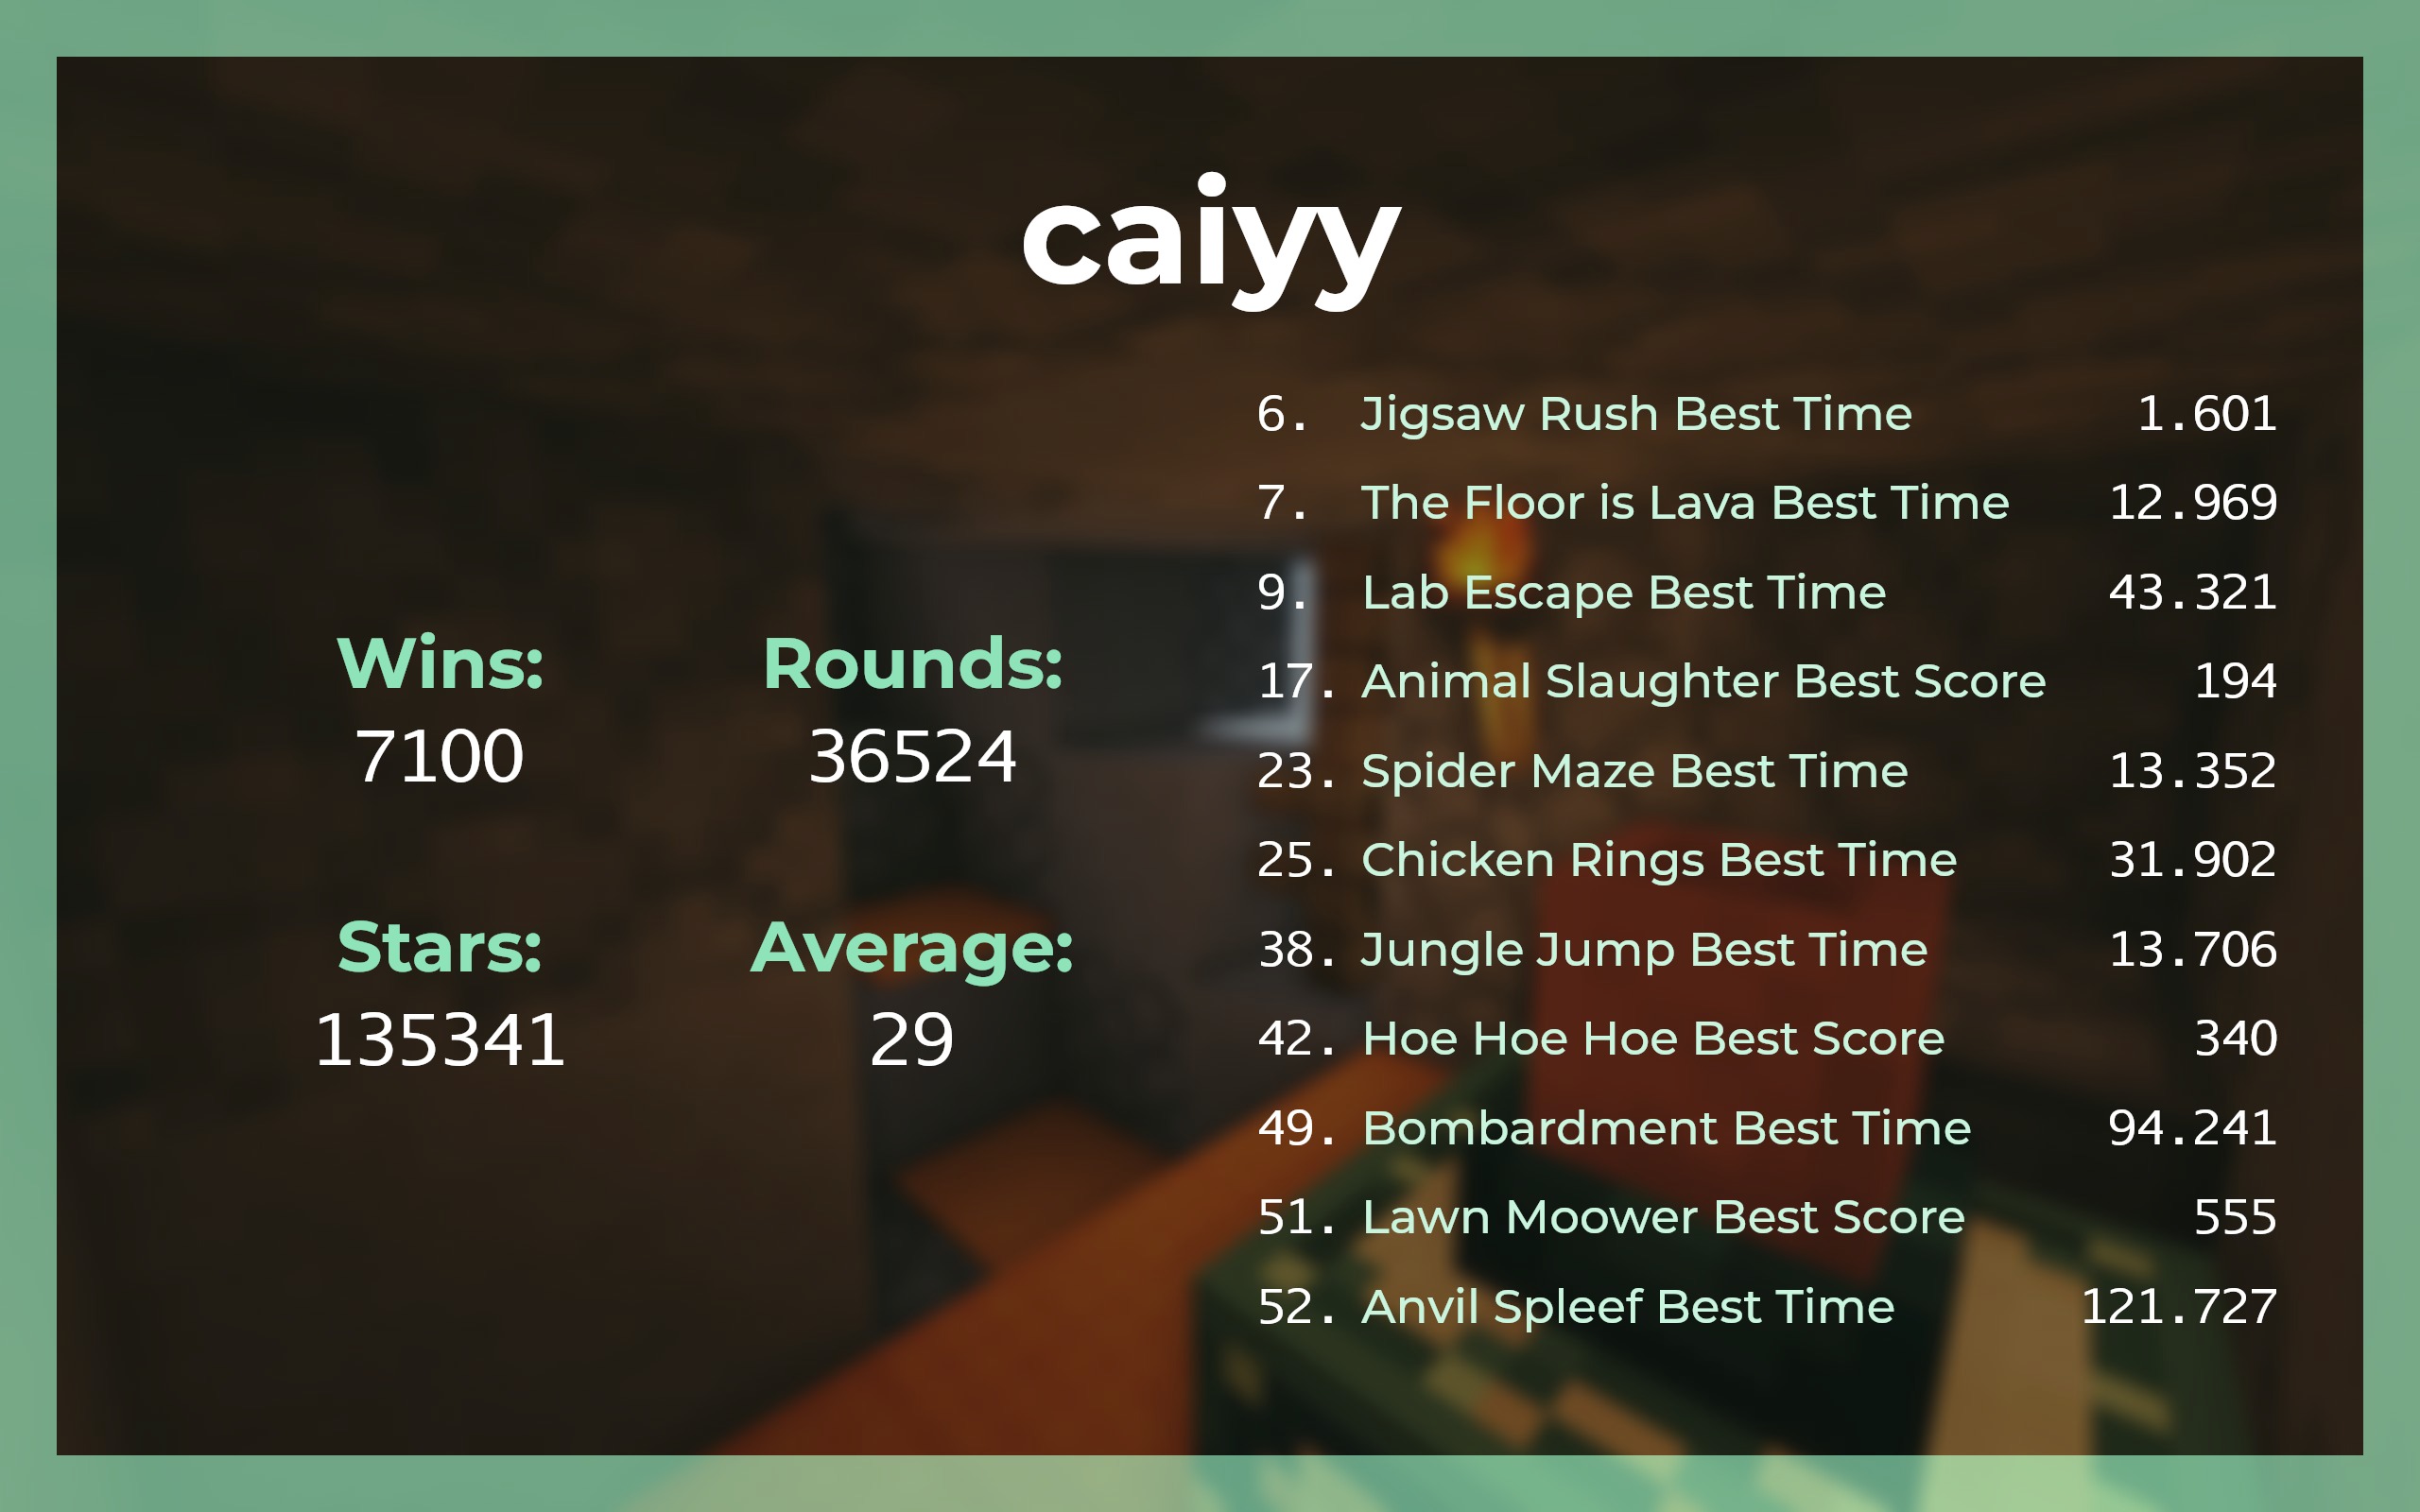 caiyy
Wins:
7100
Rounds:
36524
Stars:
135341
Average:
29
6. Jigsaw Rush Best Time 1.601
7. The Floor is Lava Best Time 12.969
9. Lab Escape Best Time 43.321
17. Animal Slaughter Best Score 194
23. Spider Maze Best Time 13.352
25. Chicken Rings Best Time 31.902
38. Jungle Jump Best Time 13.706
42. Hoe Hoe Hoe Best Score 340
49. Bombardment Best Time 94.241
51. Lawn Moower Best Score 555
52. Anvil Spleef Best Time 121.727